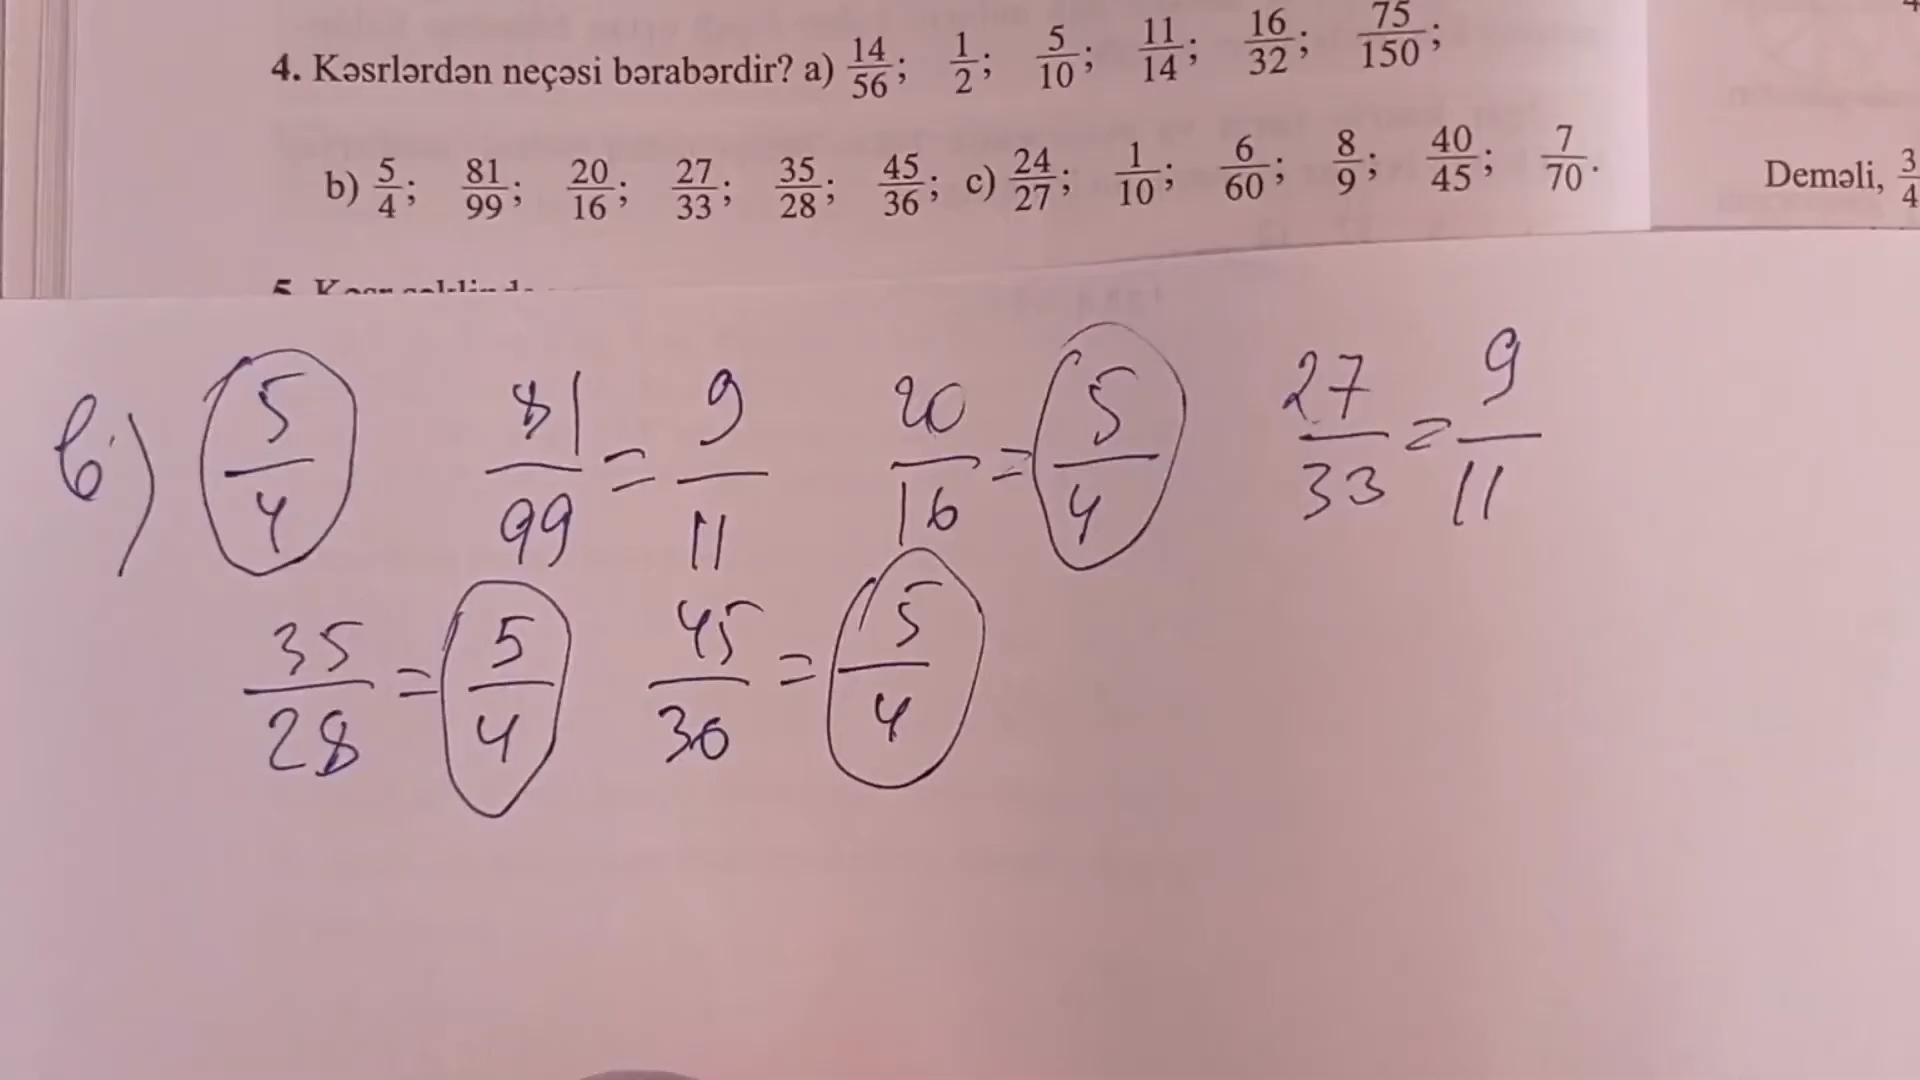 4. Kəsrlərdən neçəsi bərabərdir? a) 14/56; 1/2; 5/10; 11/14; 16/32; 75/150;
b) 5/4; 81/99; 20/16; 27/33; 35/28; 45/36; c) 24/27; 1/10; 6/60; 8/9; 40/45; 7/70.
Deməli, 3/4
b) 5/4 81/99 = 9/11 20/16 = 5/4 27/33 = 9/11
35/28 = 5/4 45/36 = 5/4